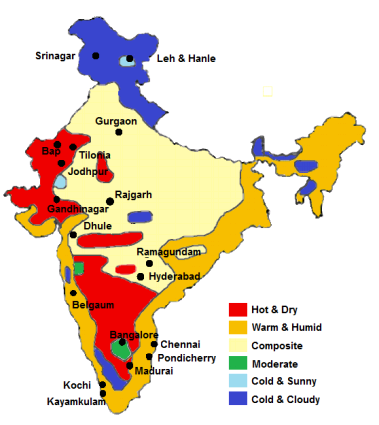 Srinagar
Leh & Hanle
Gurgaon
Bap
Tilonia
Jodhpur
Rajgarh
Gandhinagar
Dhule
Ramagundam
Hyderabad
Belgaum
Bangalore
Chennai
Pondicherry
Madurai
Kochi
Kayamkulam
Hot & Dry
Warm & Humid
Composite
Moderate
Cold & Sunny
Cold & Cloudy